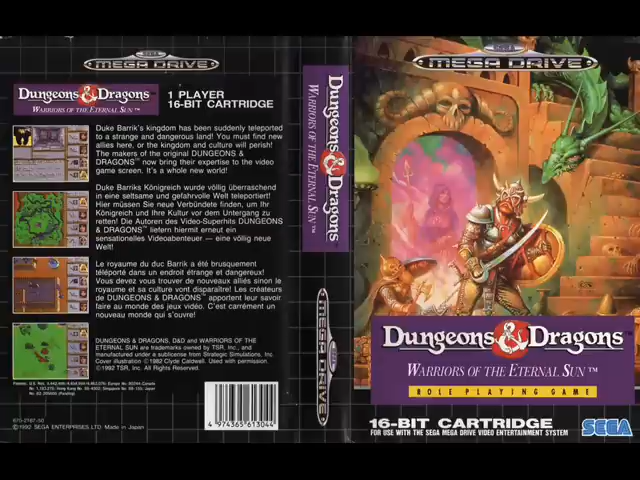 SEGA
MEGA DRIVE
Dungeons & Dragons™
WARRIORS OF THE ETERNAL SUN™
1 PLAYER
16-BIT CARTRIDGE
Duke Barrik's kingdom has been suddenly teleported
to a strange and dangerous land! You must find new
allies here, or the kingdom and culture will perish!
The makers of the original DUNGEONS &
DRAGONS™ now bring their expertise to the video
game screen. It's a whole new world!
Duke Barriks Königreich wurde völlig überraschend
in eine seltsame und gefahrvolle Welt teleportiert!
Hier müssen Sie neue Verbündete finden, um Ihr
Königreich und Ihre Kultur vor dem Untergang zu
retten! Die Autoren des Video-Superhits DUNGEONS
& DRAGONS™ liefern hiermit erneut ein
sensationelles Videoabenteuer — eine völlig neue
Welt!
Le royaume du duc Barrik a été brusquement
téléporté dans un endroit étrange et dangereux!
Vous devez vous trouver de nouveaux alliés sinon le
royaume et sa culture vont disparaître! Les créateurs
de DUNGEONS & DRAGONS™ apportent leur savoir
faire au monde des jeux vidéo. C'est carrément un
nouveau monde qui s'ouvre!
DUNGEONS & DRAGONS, D&D and WARRIORS OF THE
ETERNAL SUN are trademarks owned by TSR, Inc., and
manufactured under a sublicense from Strategic Simulations, Inc.
Cover illustration ©1982 Clyde Caldwell. Used with permission.
©1992 TSR, Inc. All Rights Reserved.
©1992 SEGA ENTERPRISES LTD. Made in Japan
4 974365 613044
Dungeons & Dragons
WARRIORS OF THE ETERNAL SUN™
MEGA DRIVE
SEGA
MEGA DRIVE
Dungeons & Dragons™
WARRIORS OF THE ETERNAL SUN™
ROLE PLAYING GAME
16-BIT CARTRIDGE
FOR USE WITH THE SEGA MEGA DRIVE VIDEO ENTERTAINMENT SYSTEM
SEGA